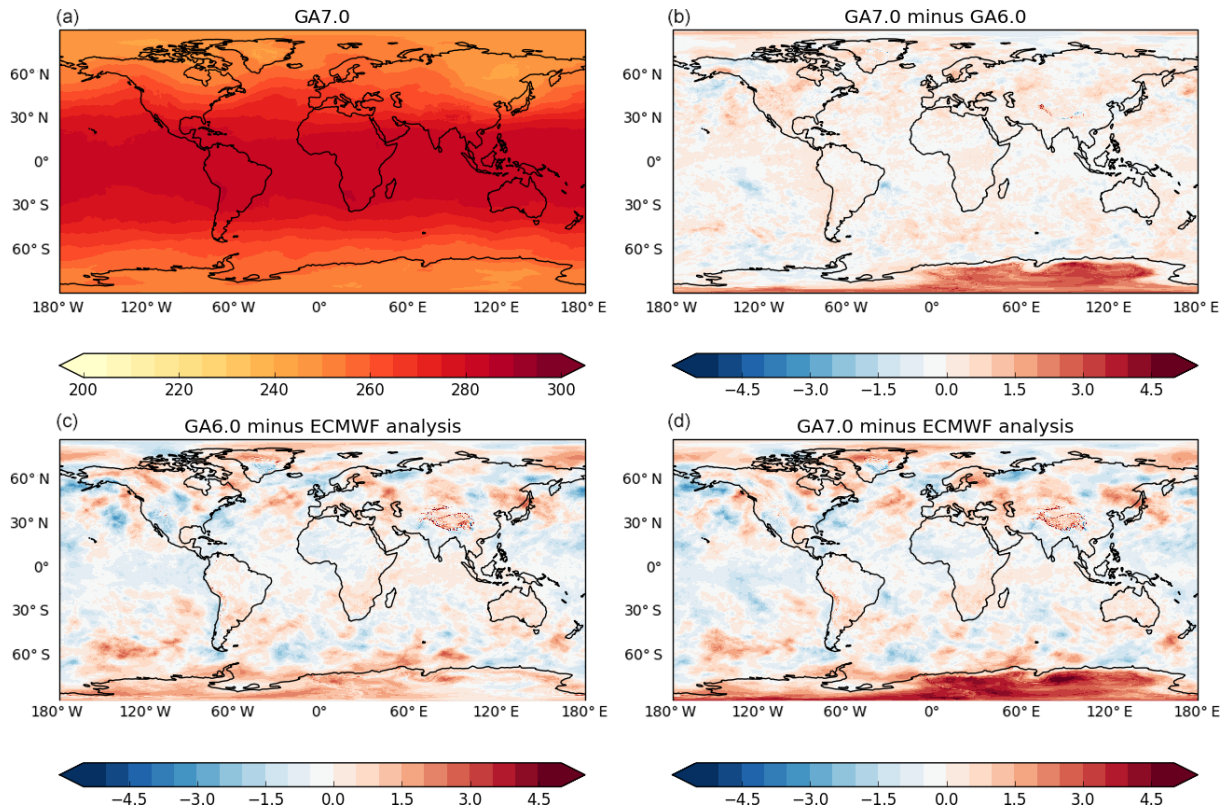 (a) GA7.0
(b) GA7.0 minus GA6.0
60° N
30° N
0°
30° S
60° S
180° W 120° W 60° W 0° 60° E 120° E 180° E
60° N
30° N
0°
30° S
60° S
180° W 120° W 60° W 0° 60° E 120° E 180° E
200 220 240 260 280 300
−4.5 −3.0 −1.5 0.0 1.5 3.0 4.5
(c) GA6.0 minus ECMWF analysis
(d) GA7.0 minus ECMWF analysis
60° N
30° N
0°
30° S
60° S
180° W 120° W 60° W 0° 60° E 120° E 180° E
60° N
30° N
0°
30° S
60° S
180° W 120° W 60° W 0° 60° E 120° E 180° E
−4.5 −3.0 −1.5 0.0 1.5 3.0 4.5
−4.5 −3.0 −1.5 0.0 1.5 3.0 4.5